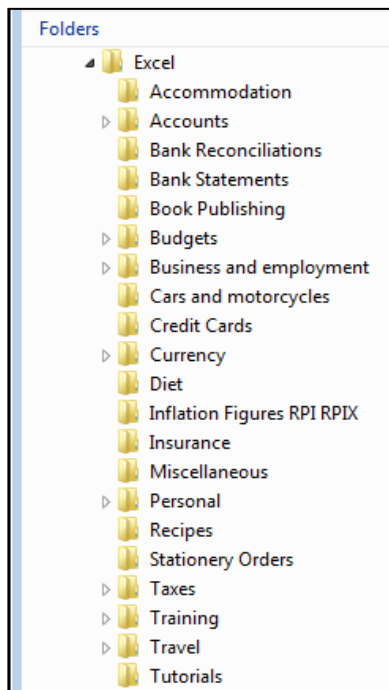 Folders
Excel
Accommodation
Accounts
Bank Reconciliations
Bank Statements
Book Publishing
Budgets
Business and employment
Cars and motorcycles
Credit Cards
Currency
Diet
Inflation Figures RPI RPIX
Insurance
Miscellaneous
Personal
Recipes
Stationery Orders
Taxes
Training
Travel
Tutorials